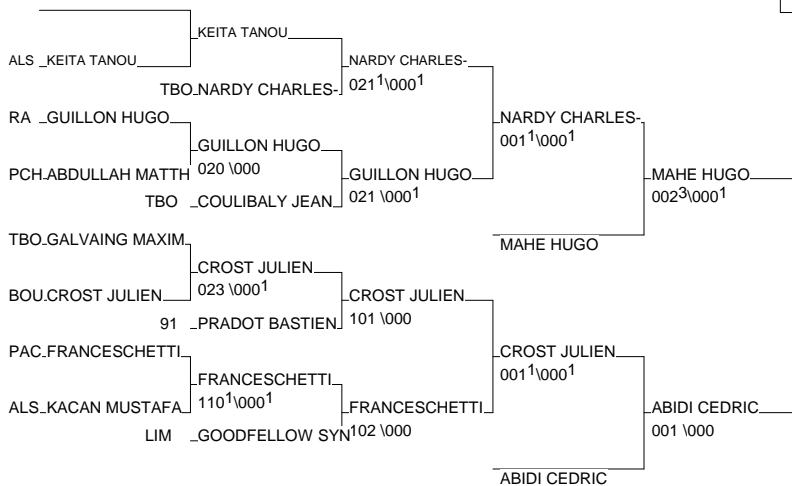 KEITA TANOU
ALS KEITA TANOU
NARDY CHARLES-
TBO NARDY CHARLES-
021¹\000¹
RA GUILLON HUGO
NARDY CHARLES-
001¹\000¹
GUILLON HUGO
020 \000
PCH ABDULLAH MATTH
GUILLON HUGO
021 \000¹
MAHE HUGO
002³\000¹
TBO COULIBALY JEAN
TBO GALVAING MAXIM
MAHE HUGO
CROST JULIEN
023 \000¹
BOU CROST JULIEN
CROST JULIEN
101 \000
91 PRADOT BASTIEN
PAC FRANCESCHETTI
CROST JULIEN
001¹\000¹
FRANCESCHETTI
110¹\000¹
ALS KACAN MUSTAFA
FRANCESCHETTI
102 \000
ABIDI CEDRIC
001 \000
LIM GOODFELLOW SYN
ABIDI CEDRIC